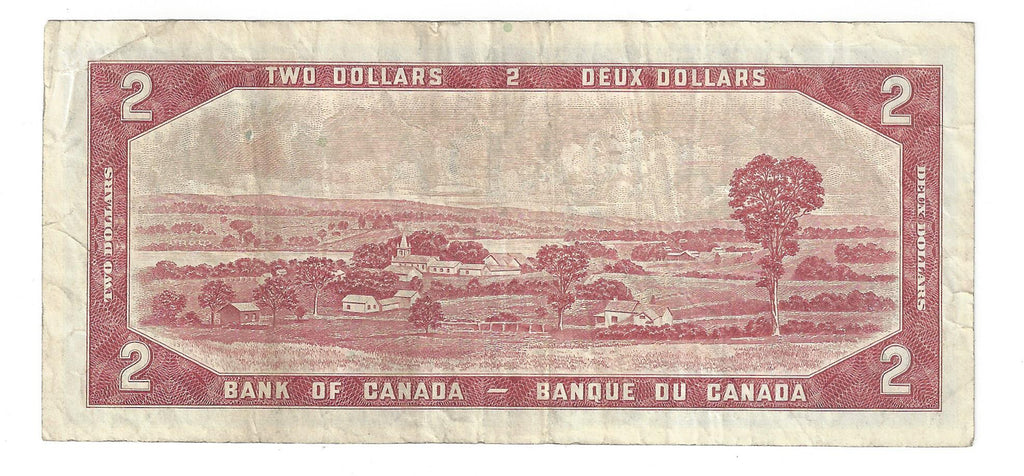 TWO DOLLARS 2 DEUX DOLLARS
2 2
TWO DOLLARS
DEUX DOLLARS
2 2
BANK OF CANADA — BANQUE DU CANADA